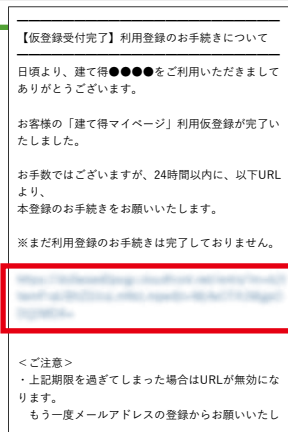 【仮登録受付完了】利用登録のお手続きについて
日頃より、建て得●●●●をご利用いただきまして
ありがとうございます。
お客様の「建て得マイページ」利用仮登録が完了い
たしました。
お手数ではございますが、24時間以内に、以下URL
より、
本登録のお手続きをお願いいたします。
※まだ利用登録のお手続きは完了しておりません。
＜ご注意＞
・上記期限を過ぎてしまった場合はURLが無効にな
ります。
もう一度メールアドレスの登録からお願いいたし